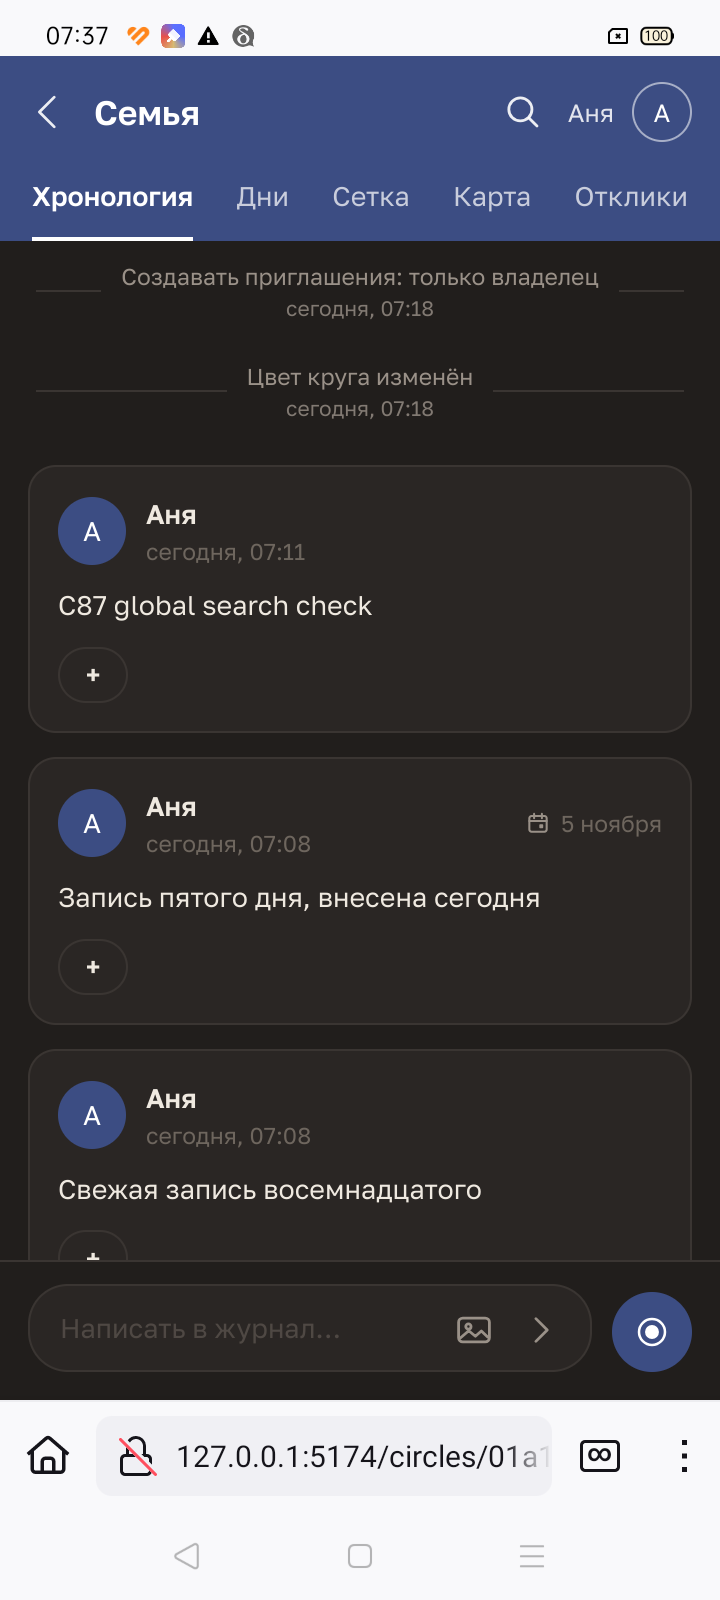 07:37
100
Семья
Аня
А
Хронология Дни Сетка Карта Отклики
Создавать приглашения: только владелец
сегодня, 07:18
Цвет круга изменён
сегодня, 07:18
А
Аня
сегодня, 07:11
C87 global search check
+
А
Аня
сегодня, 07:08
5 ноября
Запись пятого дня, внесена сегодня
+
А
Аня
сегодня, 07:08
Свежая запись восемнадцатого
+
Написать в журнал...
127.0.0.1:5174/circles/01a1